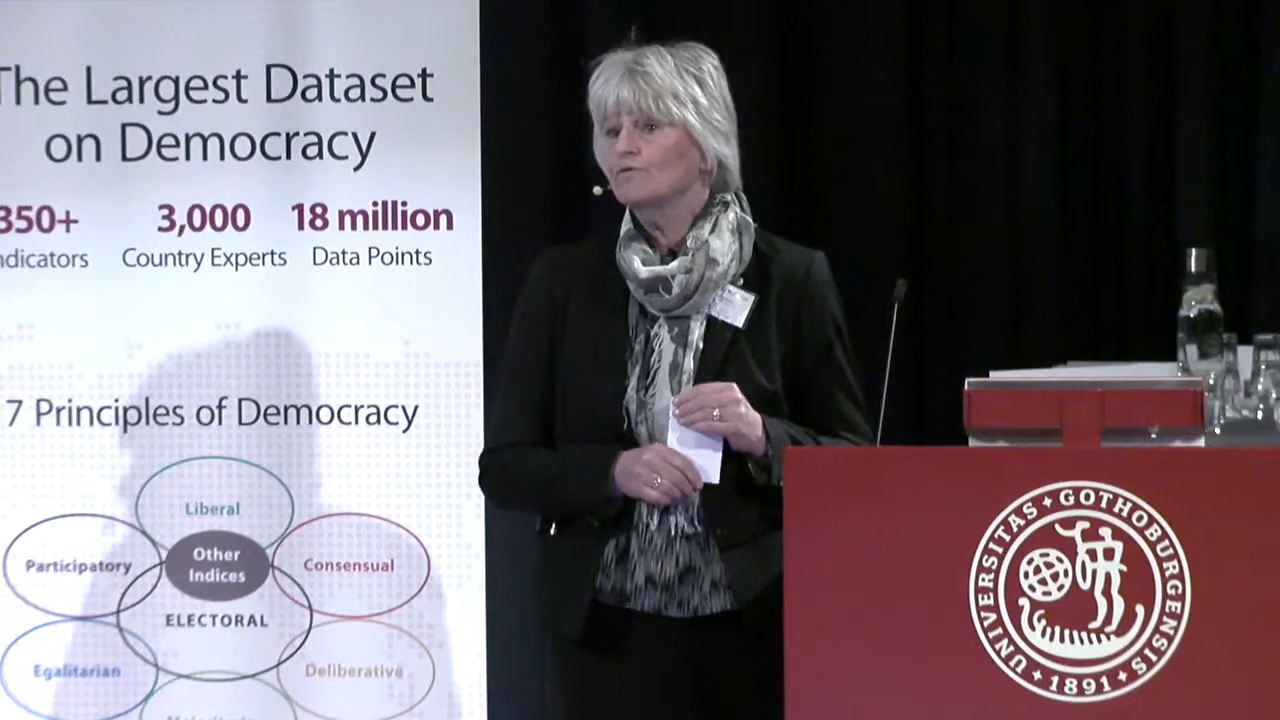 The Largest Dataset
on Democracy
350+ 3,000 18 million
Indicators Country Experts Data Points
7 Principles of Democracy
Liberal
Participatory
Other
Indices
Consensual
ELECTORAL
Egalitarian
Deliberative
UNIVERSITAS + GOTHOBURGENSIS + 1891 +